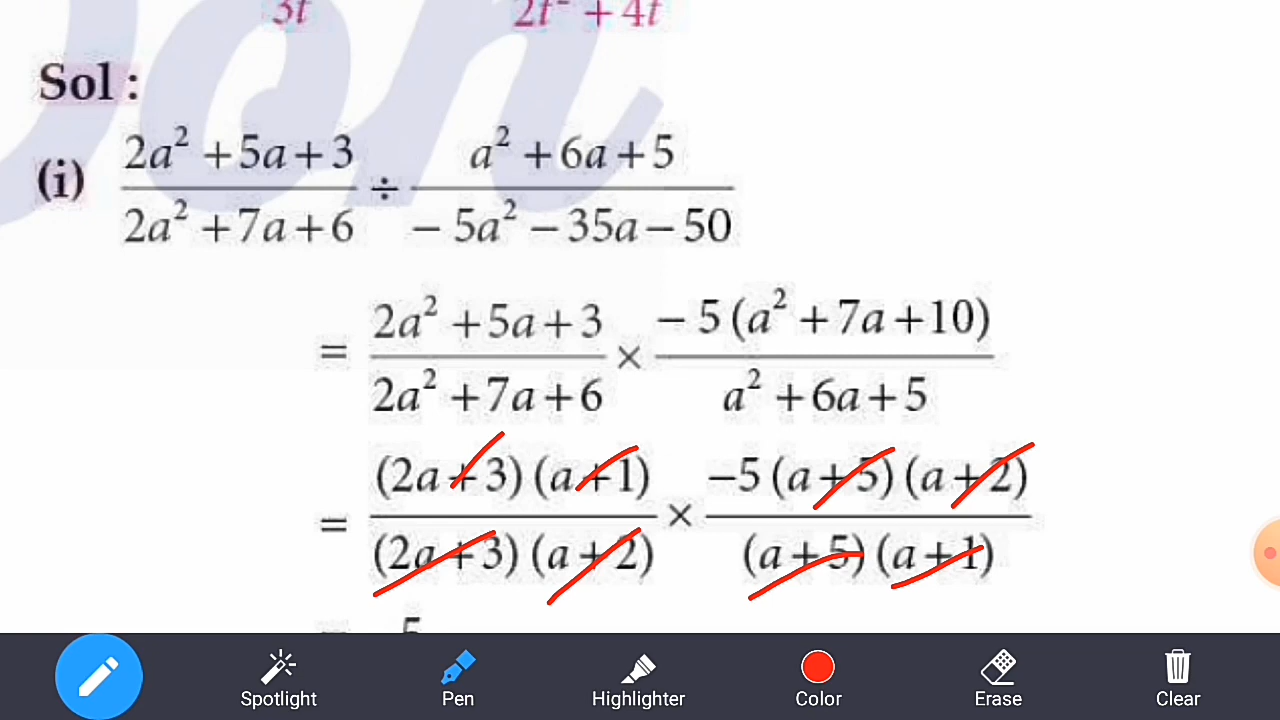 3t 2t² + 4t
Sol :
(i) (2a² + 5a + 3)/(2a² + 7a + 6) ÷ (a² + 6a + 5)/(− 5a² − 35a − 50)
= (2a² + 5a + 3)/(2a² + 7a + 6) × (− 5 (a² + 7a + 10))/(a² + 6a + 5)
= ((2a + 3) (a + 1))/((2a + 3) (a + 2)) × (−5 (a + 5) (a + 2))/((a + 5) (a + 1))
Spotlight Pen Highlighter Color Erase Clear